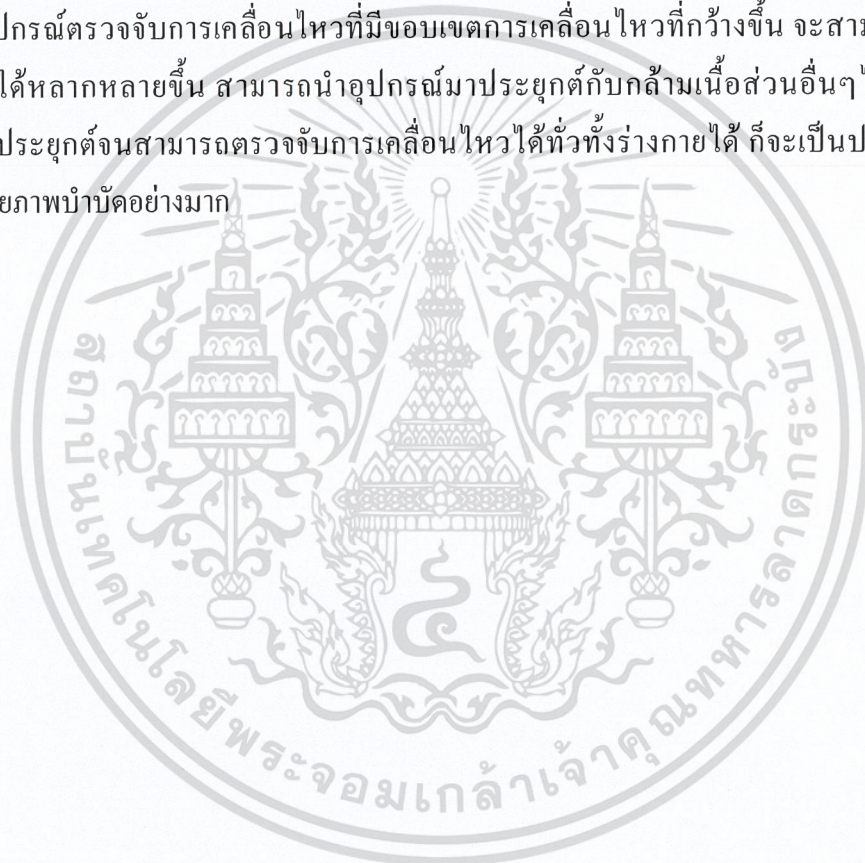 ปกรณ์ตรวจจับการเคลื่อนไหวที่มีขอบเขตการเคลื่อนไหวที่กว้างขึ้น จะสาม
ได้หลากหลายขึ้น สามารถนำอุปกรณ์มาประยุกต์กับกล้ามเนื้อส่วนอื่นๆ
ประยุกต์จนสามารถตรวจจับการเคลื่อนไหวได้ทั่วทั้งร่างกายได้ ก็จะเป็นป
ยภาพบำบัดอย่างมาก
สถาบันเทคโนโลยีพระจอมเกล้าเจ้าคุณทหารลาดกระบัง